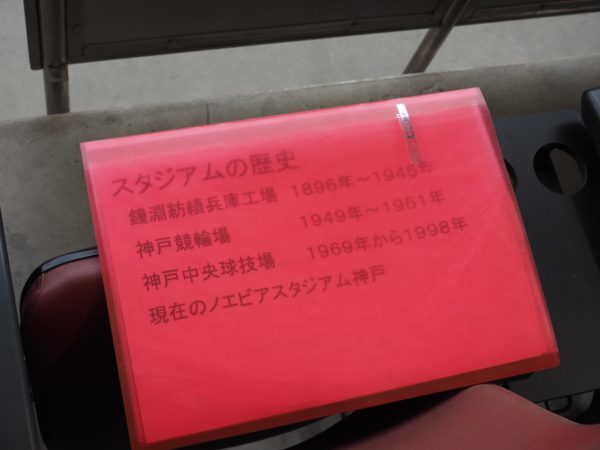 スタジアムの歴史
鐘淵紡績兵庫工場 1896年～1945年
神戸競輪場 1949年～1961年
神戸中央球技場 1969年から1998年
現在のノエビアスタジアム神戸